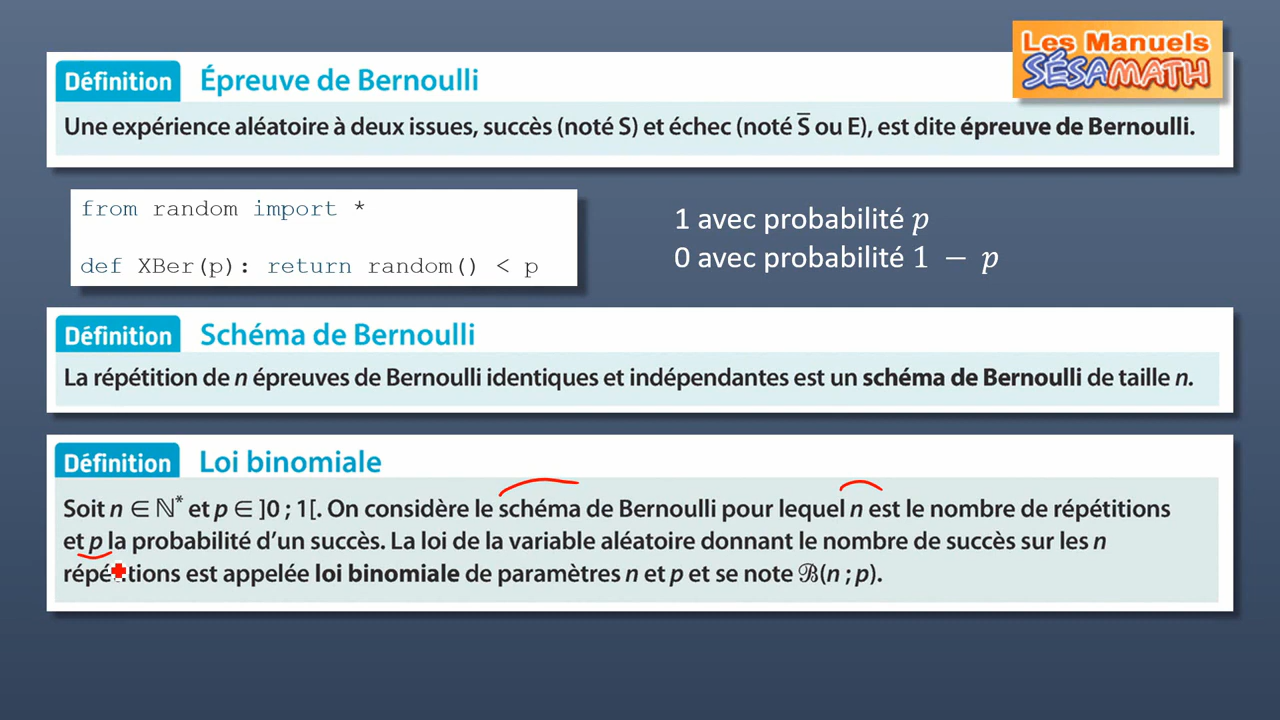 Les Manuels
SÉSAMATH
Définition Épreuve de Bernoulli
Une expérience aléatoire à deux issues, succès (noté S) et échec (noté S̅ ou E), est dite épreuve de Bernoulli.
from random import *
def XBer(p): return random() < p
1 avec probabilité p
0 avec probabilité 1 − p
Définition Schéma de Bernoulli
La répétition de n épreuves de Bernoulli identiques et indépendantes est un schéma de Bernoulli de taille n.
Définition Loi binomiale
Soit n ∈ ℕ* et p ∈ ]0 ; 1[. On considère le schéma de Bernoulli pour lequel n est le nombre de répétitions
et p la probabilité d’un succès. La loi de la variable aléatoire donnant le nombre de succès sur les n
répétitions est appelée loi binomiale de paramètres n et p et se note ℬ(n ; p).